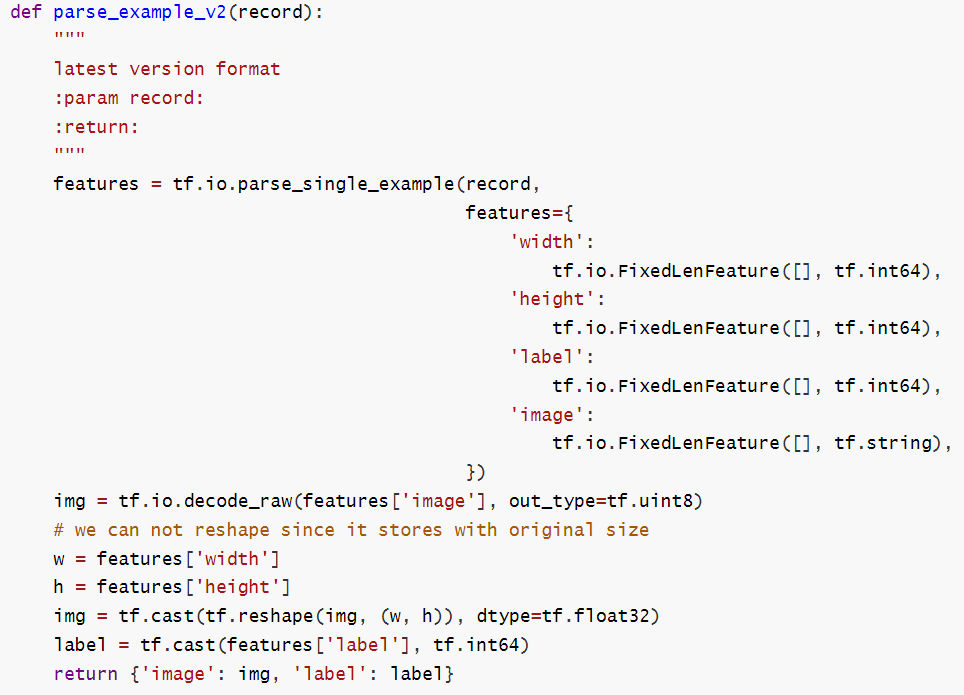 def parse_example_v2(record):
    """
    latest version format
    :param record:
    :return:
    """
    features = tf.io.parse_single_example(record,
                                          features={
                                              'width':
                                                  tf.io.FixedLenFeature([], tf.int64),
                                              'height':
                                                  tf.io.FixedLenFeature([], tf.int64),
                                              'label':
                                                  tf.io.FixedLenFeature([], tf.int64),
                                              'image':
                                                  tf.io.FixedLenFeature([], tf.string),
                                          })
    img = tf.io.decode_raw(features['image'], out_type=tf.uint8)
    # we can not reshape since it stores with original size
    w = features['width']
    h = features['height']
    img = tf.cast(tf.reshape(img, (w, h)), dtype=tf.float32)
    label = tf.cast(features['label'], tf.int64)
    return {'image': img, 'label': label}